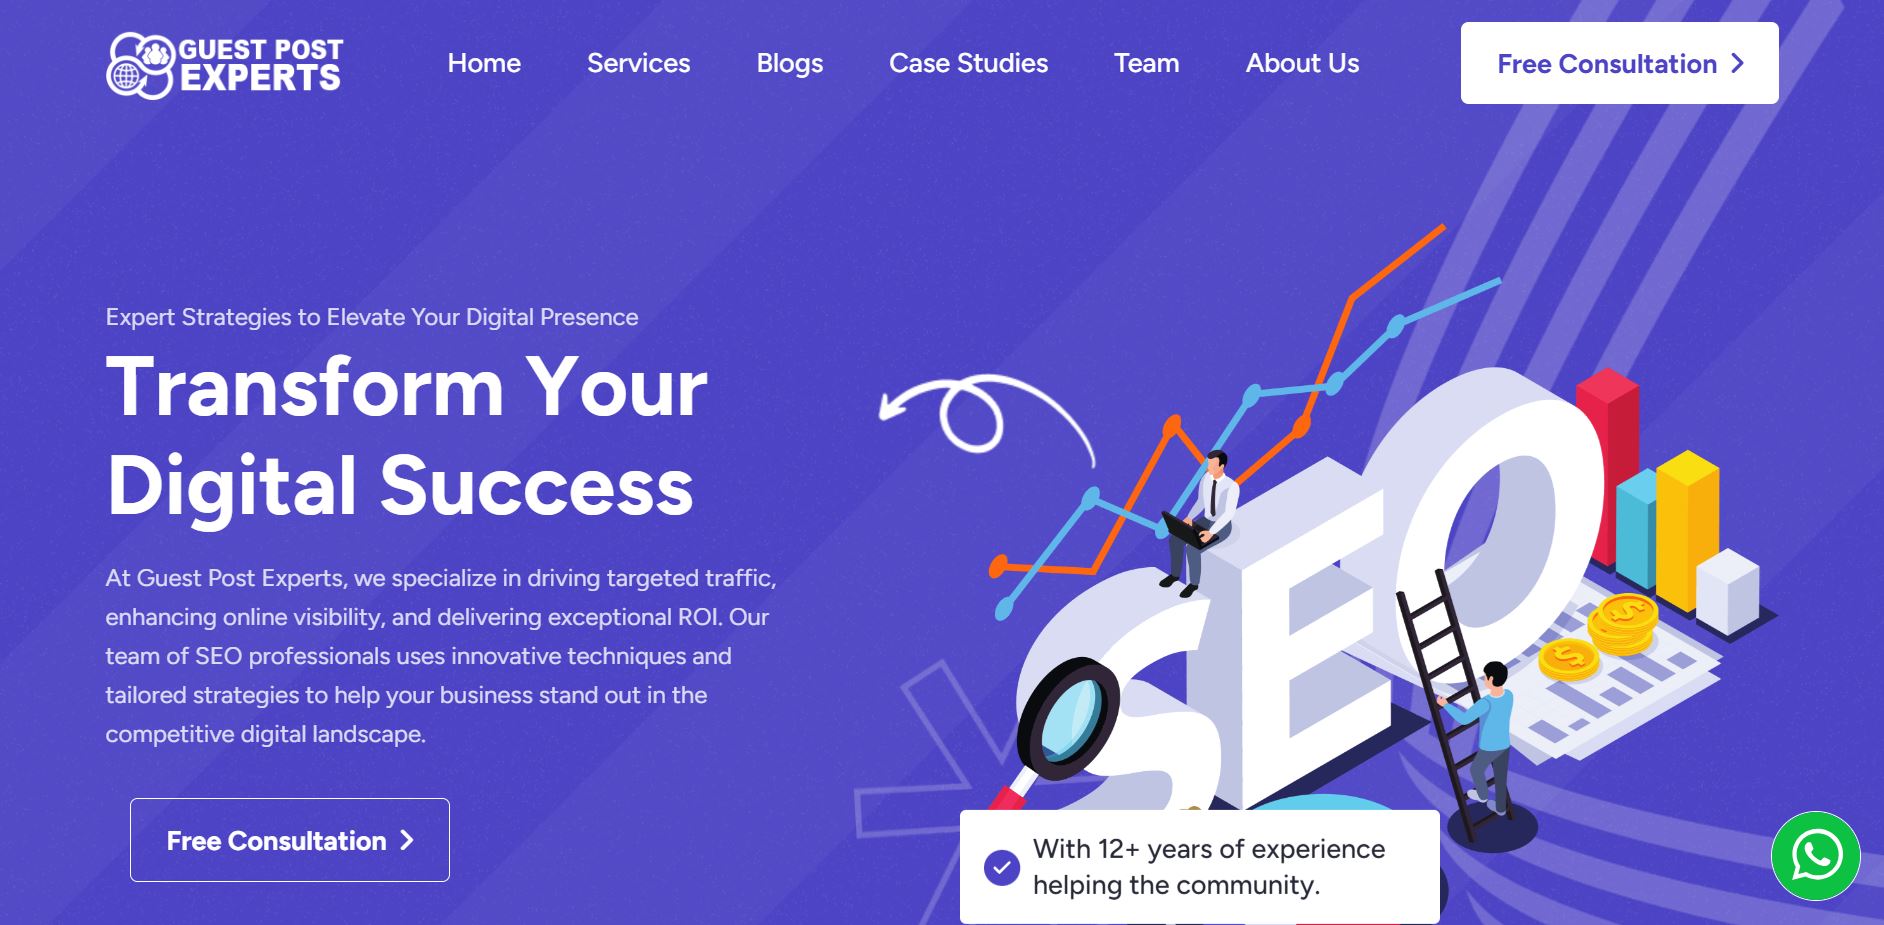 GUEST POST
EXPERTS
Home
Services
Blogs
Case Studies
Team
About Us
Free Consultation
Expert Strategies to Elevate Your Digital Presence
Transform Your
Digital Success
At Guest Post Experts, we specialize in driving targeted traffic,
enhancing online visibility, and delivering exceptional ROI. Our
team of SEO professionals uses innovative techniques and
tailored strategies to help your business stand out in the
competitive digital landscape.
Free Consultation
SEO
$
$
With 12+ years of experience
helping the community.